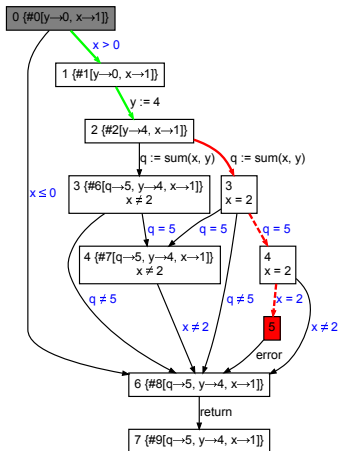 0 {#0[y→0, x→1]}
x > 0
1 {#1[y→0, x→1]}
y := 4
2 {#2[y→4, x→1]}
q := sum(x, y) q := sum(x, y)
3 {#6[q→5, y→4, x→1]}
x ≠ 2
3
x = 2
x ≤ 0
q = 5 q = 5 q = 5
4 {#7[q→5, y→4, x→1]}
x ≠ 2
4
x = 2
q ≠ 5 q ≠ 5 x = 2
x ≠ 2 5 x ≠ 2
error
6 {#8[q→5, y→4, x→1]}
return
7 {#9[q→5, y→4, x→1]}